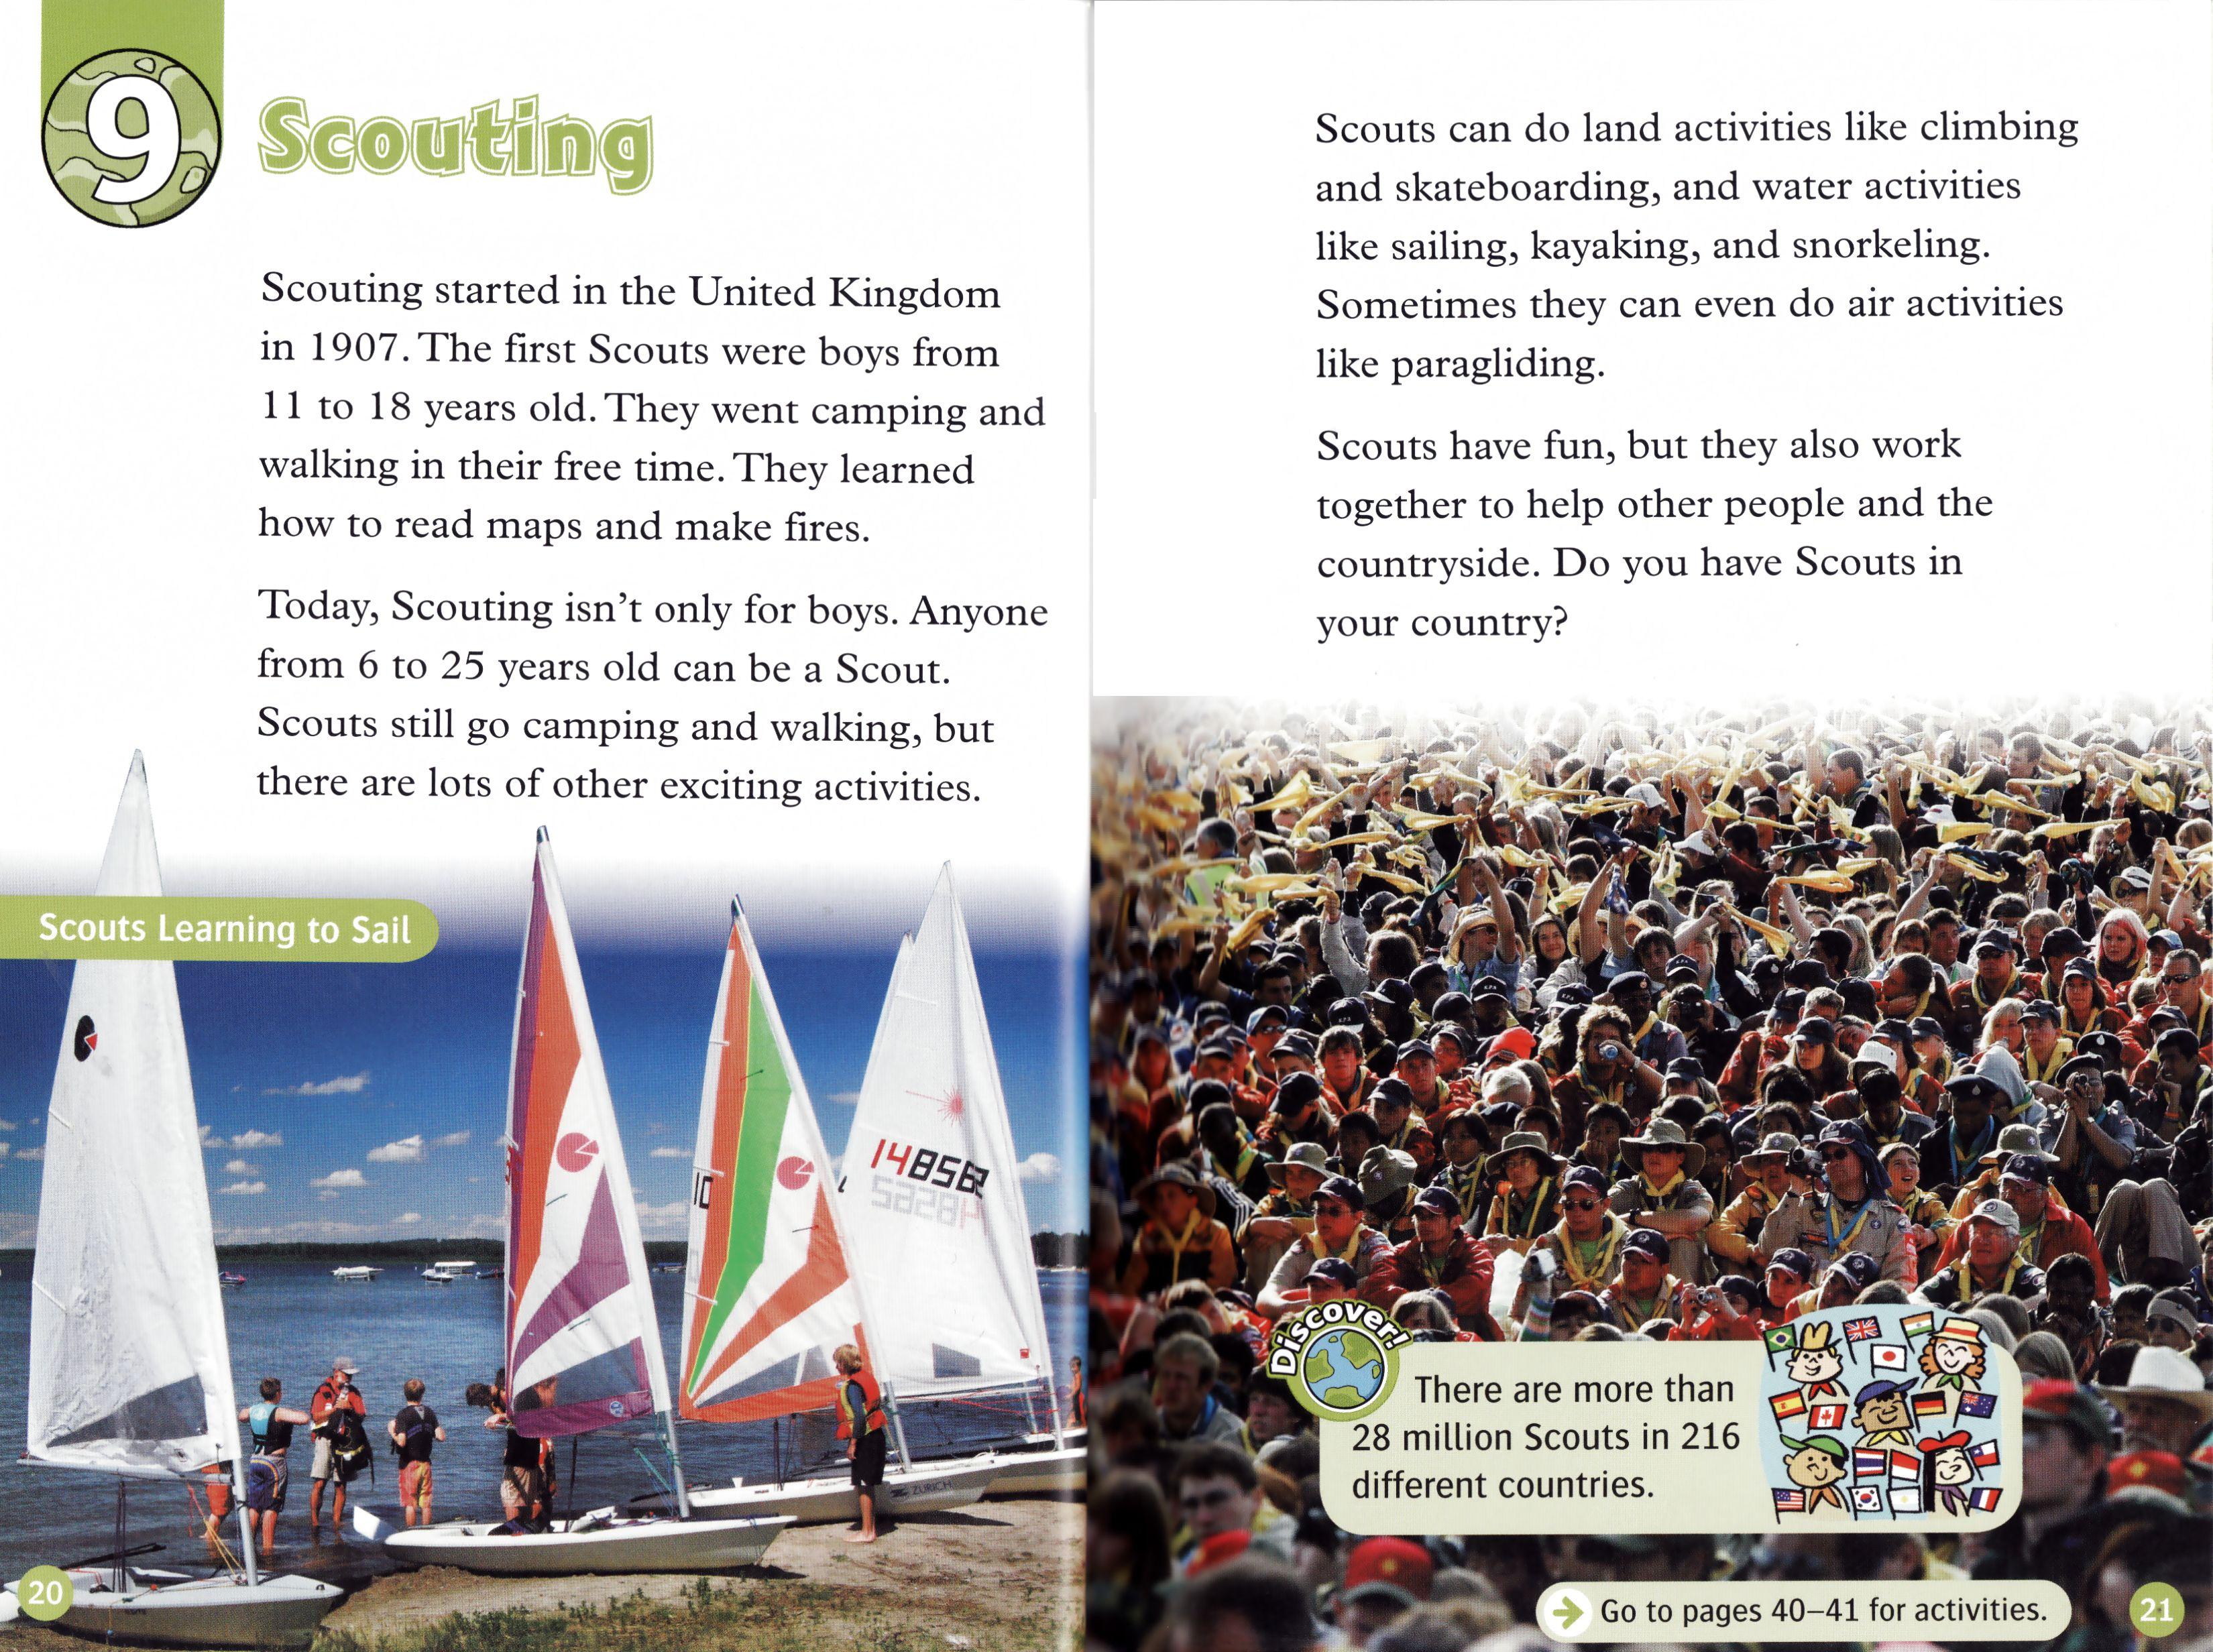 9
Scouting
Scouting started in the United Kingdom
in 1907. The first Scouts were boys from
11 to 18 years old. They went camping and
walking in their free time. They learned
how to read maps and make fires.
Today, Scouting isn't only for boys. Anyone
from 6 to 25 years old can be a Scout.
Scouts still go camping and walking, but
there are lots of other exciting activities.
Scouts Learning to Sail
14858
10
ZURICH
20
Scouts can do land activities like climbing
and skateboarding, and water activities
like sailing, kayaking, and snorkeling.
Sometimes they can even do air activities
like paragliding.
Scouts have fun, but they also work
together to help other people and the
countryside. Do you have Scouts in
your country?
Discover!
There are more than
28 million Scouts in 216
different countries.
Go to pages 40–41 for activities.
21